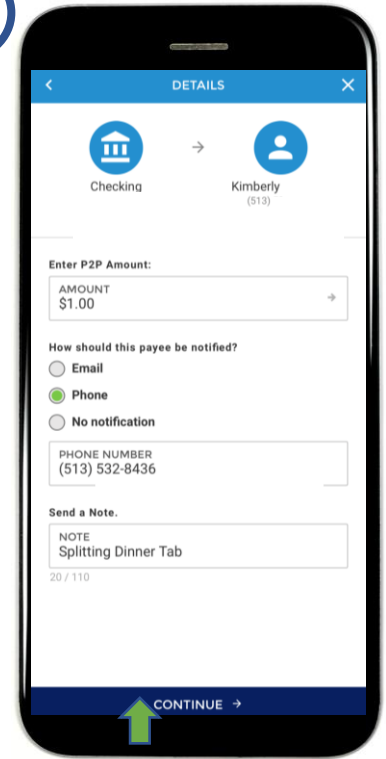 DETAILS
Checking
Kimberly
(513)
Enter P2P Amount:
AMOUNT
$1.00
How should this payee be notified?
Email
Phone
No notification
PHONE NUMBER
(513) 532-8436
Send a Note.
NOTE
Splitting Dinner Tab
20 / 110
CONTINUE